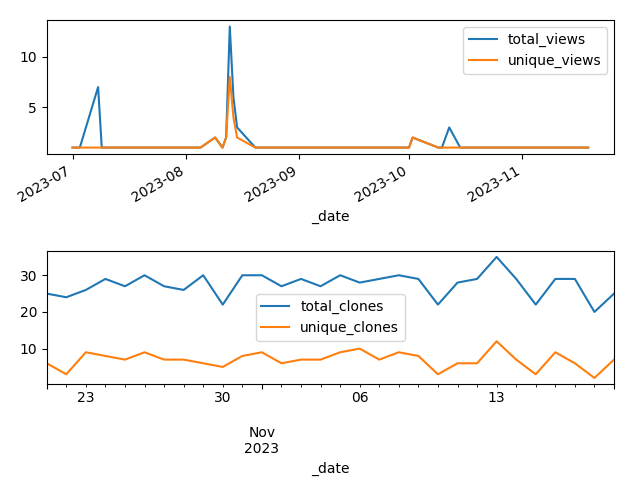 10
5
total_views
unique_views
2023-07
2023-08
2023-09
2023-10
2023-11
_date
30
20
10
total_clones
unique_clones
23
30
06
13
Nov
2023
_date